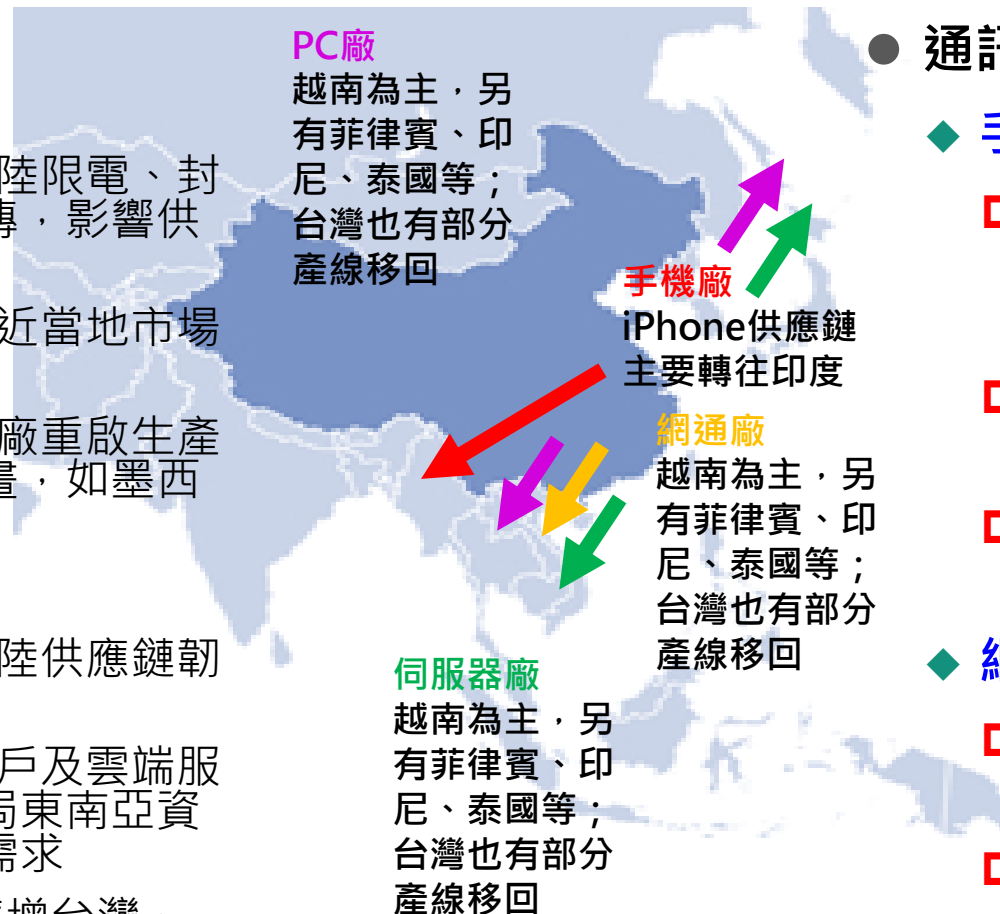 陸限電、封
專，影響供
近當地市場
廠重啟生產
畫，如墨西
陸供應鏈韌
戶及雲端服
局東南亞資
需求
增台灣、
PC廠
越南為主，另
有菲律賓、印
尼、泰國等；
台灣也有部分
產線移回
手機廠
iPhone供應鏈
主要轉往印度
網通廠
越南為主，另
有菲律賓、印
尼、泰國等；
台灣也有部分
產線移回
伺服器廠
越南為主，另
有菲律賓、印
尼、泰國等；
台灣也有部分
產線移回
通